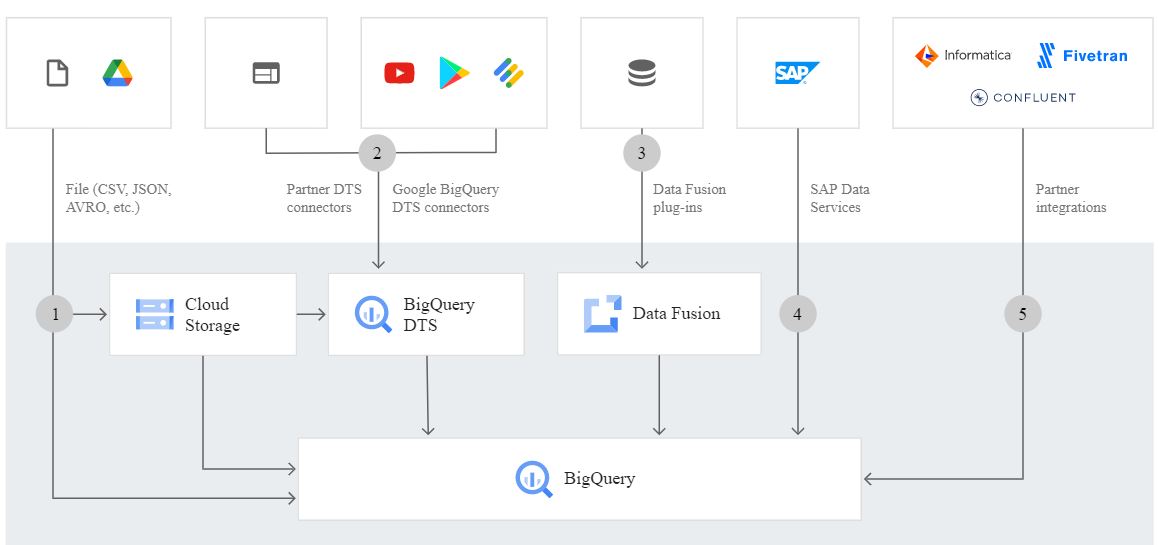 Informatica
Fivetran
SAP
CONFLUENT
2
3
File (CSV, JSON,
AVRO, etc.)
Partner DTS
connectors
Google BigQuery
DTS connectors
Data Fusion
plug-ins
SAP Data
Services
Partner
integrations
1
Cloud
Storage
BigQuery
DTS
Data Fusion
4
5
BigQuery